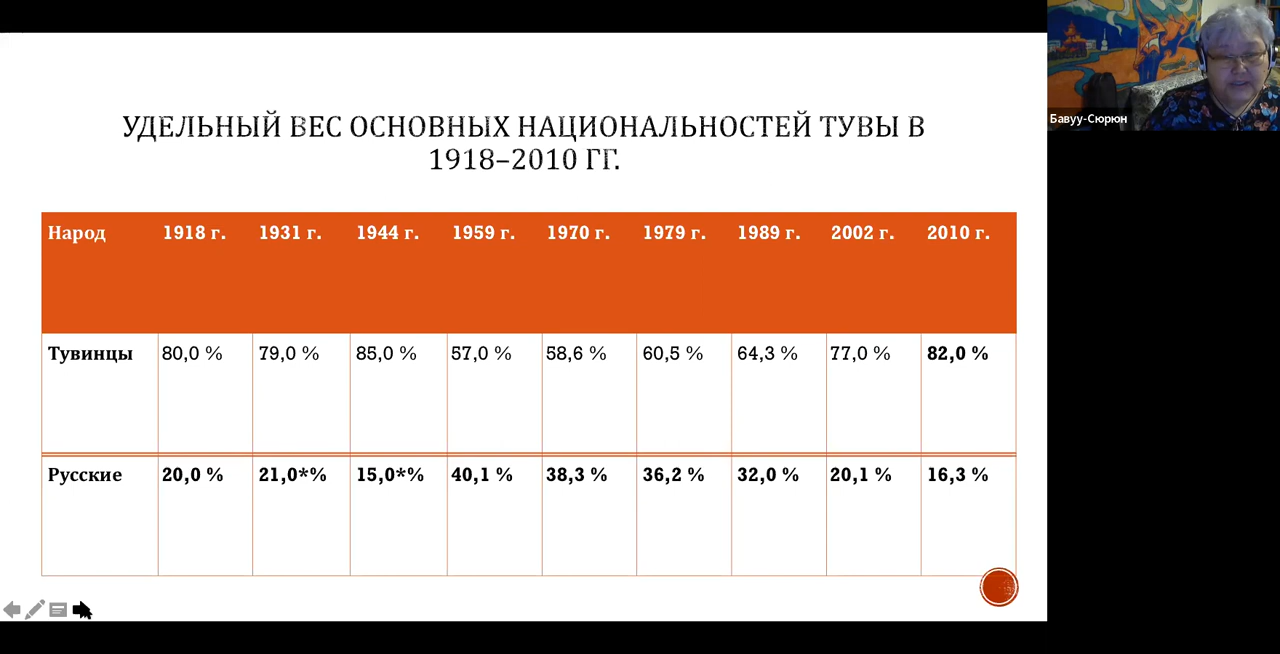 УДЕЛЬНЫЙ ВЕС ОСНОВНЫХ НАЦИОНАЛЬНОСТЕЙ ТУВЫ В
1918–2010 ГГ.
Народ 1918 г. 1931 г. 1944 г. 1959 г. 1970 г. 1979 г. 1989 г. 2002 г. 2010 г.
Тувинцы 80,0 % 79,0 % 85,0 % 57,0 % 58,6 % 60,5 % 64,3 % 77,0 % 82,0 %
Русские 20,0 % 21,0*% 15,0*% 40,1 % 38,3 % 36,2 % 32,0 % 20,1 % 16,3 %
Бавуу-Сюрюн